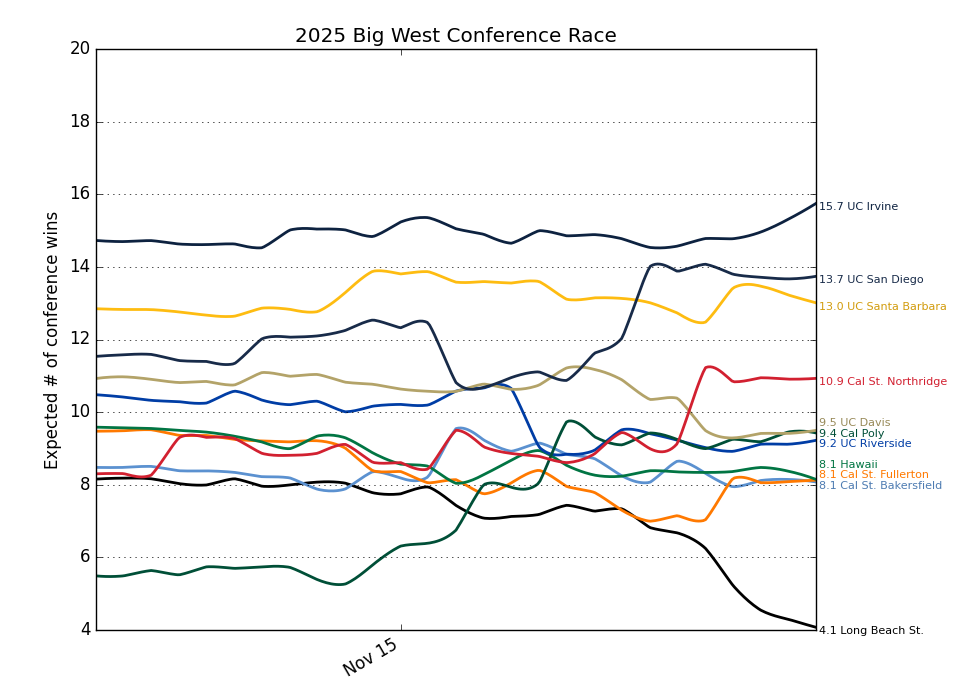 2025 Big West Conference Race
Expected # of conference wins
20
18
16
14
12
10
8
6
4
Nov 15
15.7 UC Irvine
13.7 UC San Diego
13.0 UC Santa Barbara
10.9 Cal St. Northridge
9.5 UC Davis
9.4 Cal Poly
9.2 UC Riverside
8.1 Hawaii
8.1 Cal St. Fullerton
8.1 Cal St. Bakersfield
4.1 Long Beach St.